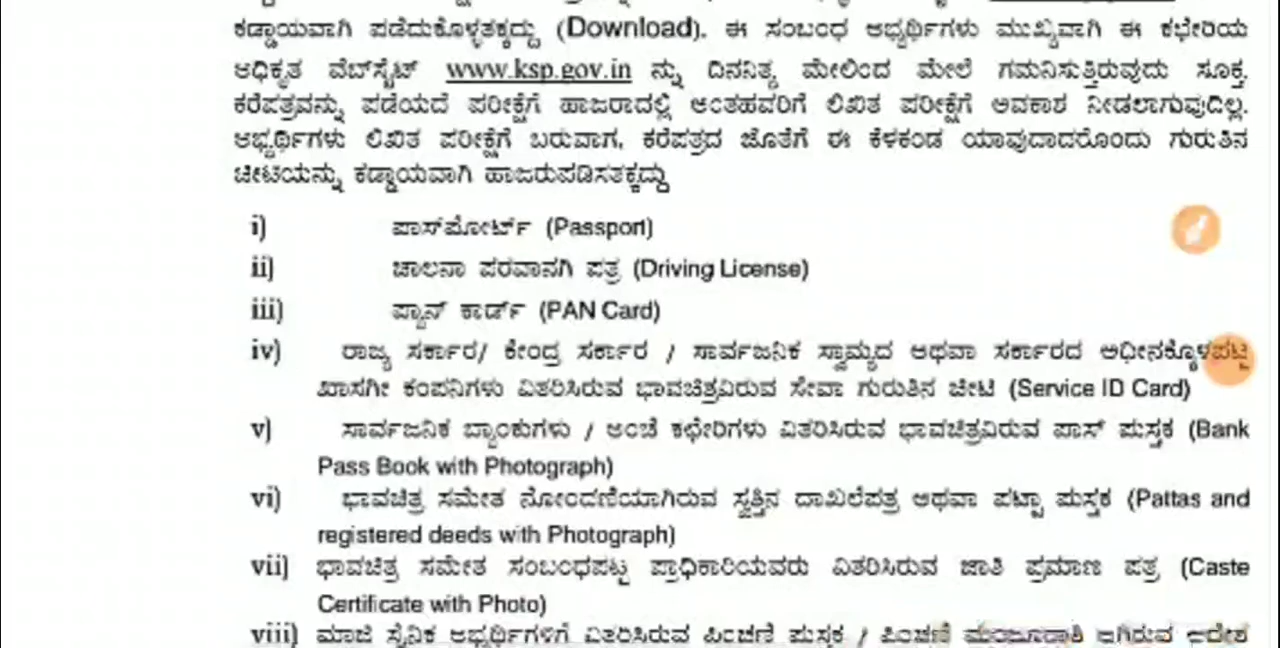 ಕಡ್ಡಾಯವಾಗಿ ಪಡೆದುಕೊಳ್ಳತಕ್ಕದ್ದು (Download). ಈ ಸಂಬಂಧ ಅಭ್ಯರ್ಥಿಗಳು ಮುಖ್ಯವಾಗಿ ಈ ಕಛೇರಿಯ
ಅಧಿಕೃತ ವೆಬ್‌ಸೈಟ್ www.ksp.gov.in ನ್ನು ದಿನನಿತ್ಯ ಮೇಲಿಂದ ಮೇಲೆ ಗಮನಿಸುತ್ತಿರುವುದು ಸೂಕ್ತ.
ಕರೆಪತ್ರವನ್ನು ಪಡೆಯದೆ ಪರೀಕ್ಷೆಗೆ ಹಾಜರಾದಲ್ಲಿ ಅಂತಹವರಿಗೆ ಲಿಖಿತ ಪರೀಕ್ಷೆಗೆ ಅವಕಾಶ ನೀಡಲಾಗುವುದಿಲ್ಲ.
ಅಭ್ಯರ್ಥಿಗಳು ಲಿಖಿತ ಪರೀಕ್ಷೆಗೆ ಬರುವಾಗ, ಕರೆಪತ್ರದ ಜೊತೆಗೆ ಈ ಕೆಳಕಂಡ ಯಾವುದಾದರೊಂದು ಗುರುತಿನ
ಚೀಟಿಯನ್ನು ಕಡ್ಡಾಯವಾಗಿ ಹಾಜರುಪಡಿಸತಕ್ಕದ್ದು
i) ಪಾಸ್‌ಪೋರ್ಟ್ (Passport)
ii) ಚಾಲನಾ ಪರವಾನಗಿ ಪತ್ರ (Driving License)
iii) ಪ್ಯಾನ್ ಕಾರ್ಡ್ (PAN Card)
iv) ರಾಜ್ಯ ಸರ್ಕಾರ/ ಕೇಂದ್ರ ಸರ್ಕಾರ / ಸಾರ್ವಜನಿಕ ಸ್ವಾಮ್ಯದ ಅಥವಾ ಸರ್ಕಾರದ ಅಧೀನಕ್ಕೊಳಪಟ್ಟ
ಖಾಸಗೀ ಕಂಪನಿಗಳು ವಿತರಿಸಿರುವ ಭಾವಚಿತ್ರವಿರುವ ಸೇವಾ ಗುರುತಿನ ಚೀಟಿ (Service ID Card)
v) ಸಾರ್ವಜನಿಕ ಬ್ಯಾಂಕುಗಳು / ಅಂಚೆ ಕಛೇರಿಗಳು ವಿತರಿಸಿರುವ ಭಾವಚಿತ್ರವಿರುವ ಪಾಸ್ ಪುಸ್ತಕ (Bank
Pass Book with Photograph)
vi) ಭಾವಚಿತ್ರ ಸಮೇತ ನೋಂದಣಿಯಾಗಿರುವ ಸ್ವತ್ತಿನ ದಾಖಲೆಪತ್ರ ಅಥವಾ ಪಟ್ಟಾ ಪುಸ್ತಕ (Pattas and
registered deeds with Photograph)
vii) ಭಾವಚಿತ್ರ ಸಮೇತ ಸಂಬಂಧಪಟ್ಟ ಪ್ರಾಧಿಕಾರಿಯವರು ವಿತರಿಸಿರುವ ಜಾತಿ ಪ್ರಮಾಣ ಪತ್ರ (Caste
Certificate with Photo)
viii) ಮಾಜಿ ಸೈನಿಕ ಅಭ್ಯರ್ಥಿಗಳಿಗೆ ವಿತರಿಸಿರುವ ಪಿಂಚಣಿ ಪುಸ್ತಕ / ಪಿಂಚಣಿ ಮಂಜೂರಾತಿ ಆಗಿರುವ ಆದೇಶ